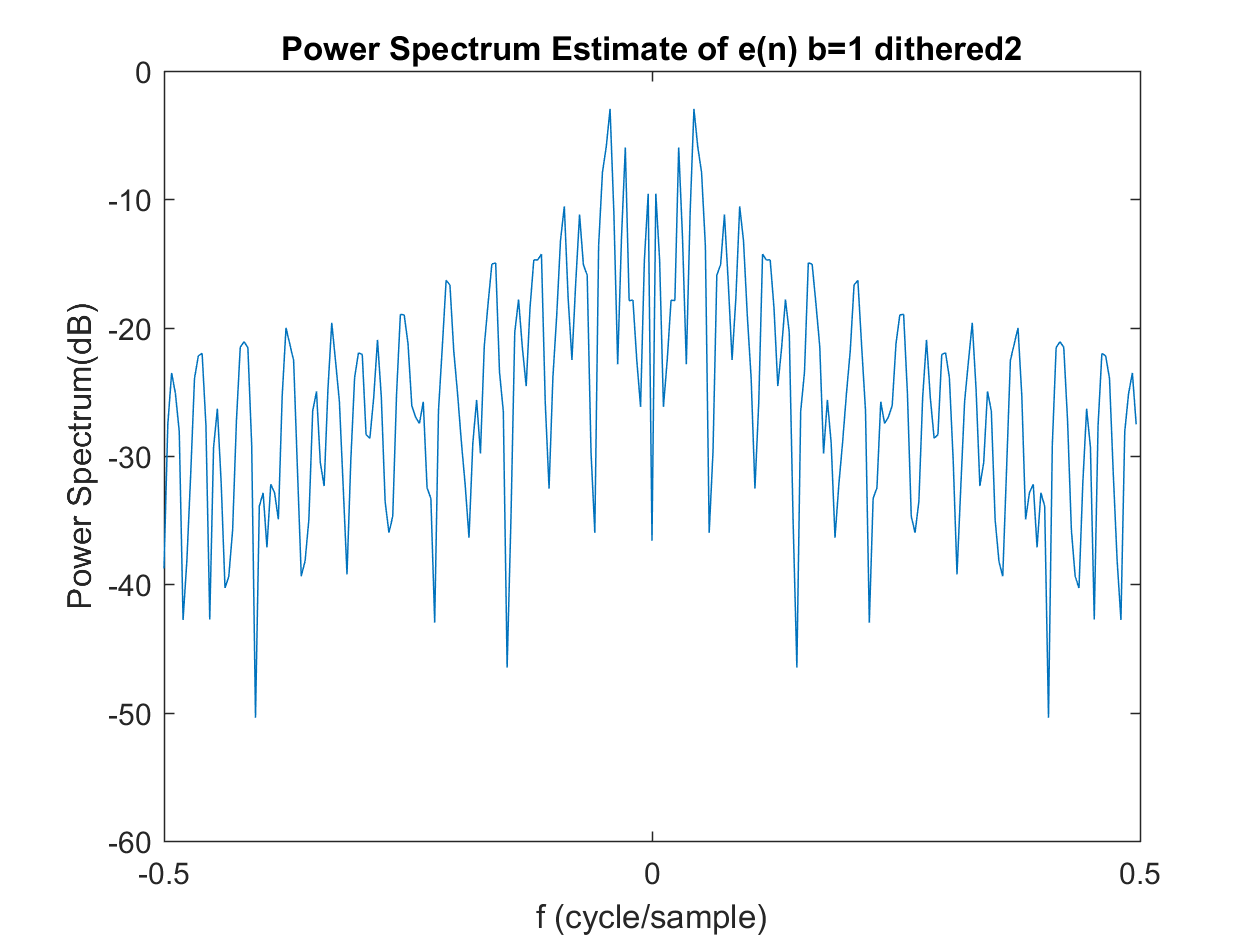 Power Spectrum Estimate of e(n) b=1 dithered2
0
-10
-20
-30
-40
-50
-60
Power Spectrum(dB)
-0.5 0 0.5
f (cycle/sample)